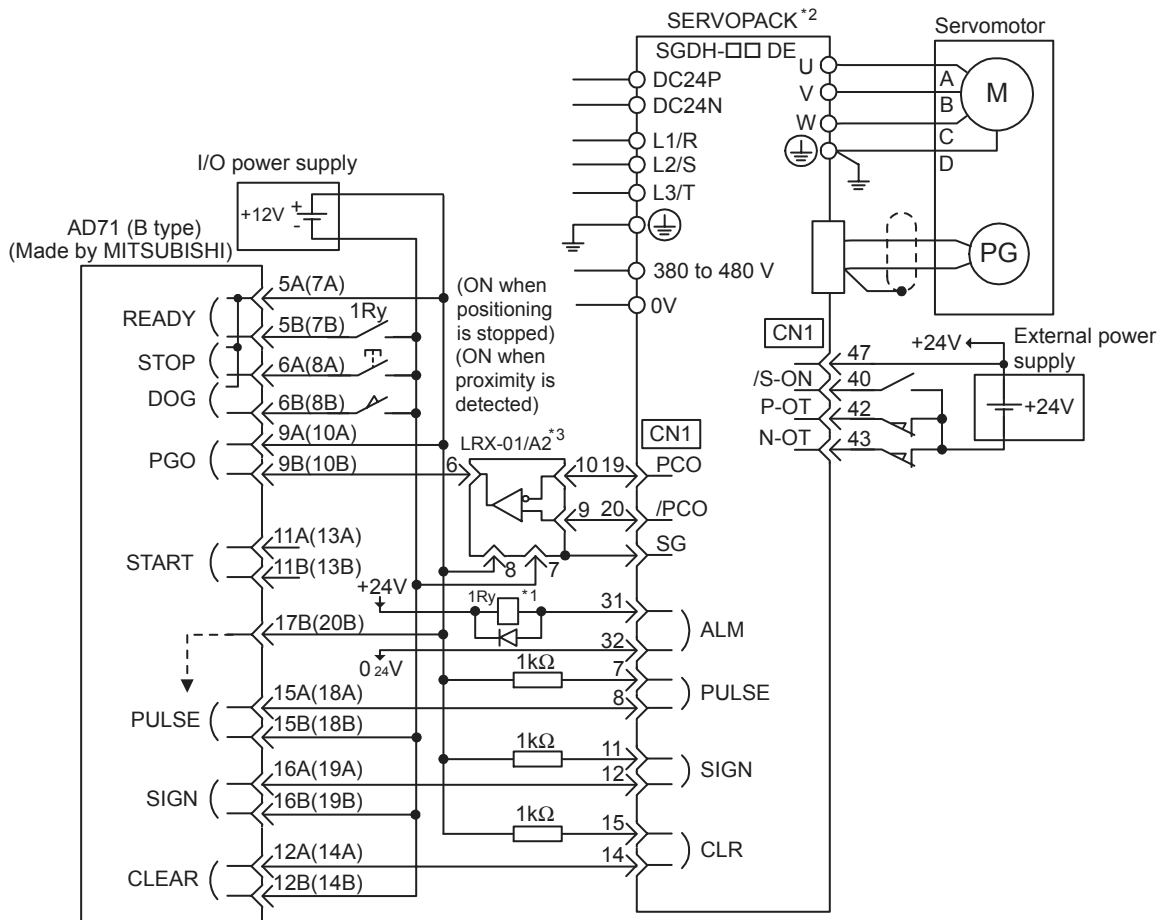 SERVOPACK *2
Servomotor
SGDH-□□ DE
U
V
W
A
B
C
D
M
DC24P
DC24N
L1/R
L2/S
L3/T
380 to 480 V
0V
PG
I/O power supply
+12V
+
-
AD71 (B type)
(Made by MITSUBISHI)
READY
STOP
DOG
PGO
START
PULSE
SIGN
CLEAR
5A(7A)
5B(7B)
1Ry
6A(8A)
6B(8B)
9A(10A)
9B(10B)
11A(13A)
11B(13B)
17B(20B)
15A(18A)
15B(18B)
16A(19A)
16B(19B)
12A(14A)
12B(14B)
(ON when
positioning
is stopped)
(ON when
proximity is
detected)
LRX-01/A2 *3
6
10
9
8
7
CN1
47
/S-ON
40
P-OT
42
N-OT
43
+24V
External power
supply
+24V
CN1
19
PCO
20
/PCO
SG
+24V
1Ry
*1
31
32
ALM
0 24V
1kΩ
7
8
PULSE
1kΩ
11
12
SIGN
1kΩ
15
14
CLR